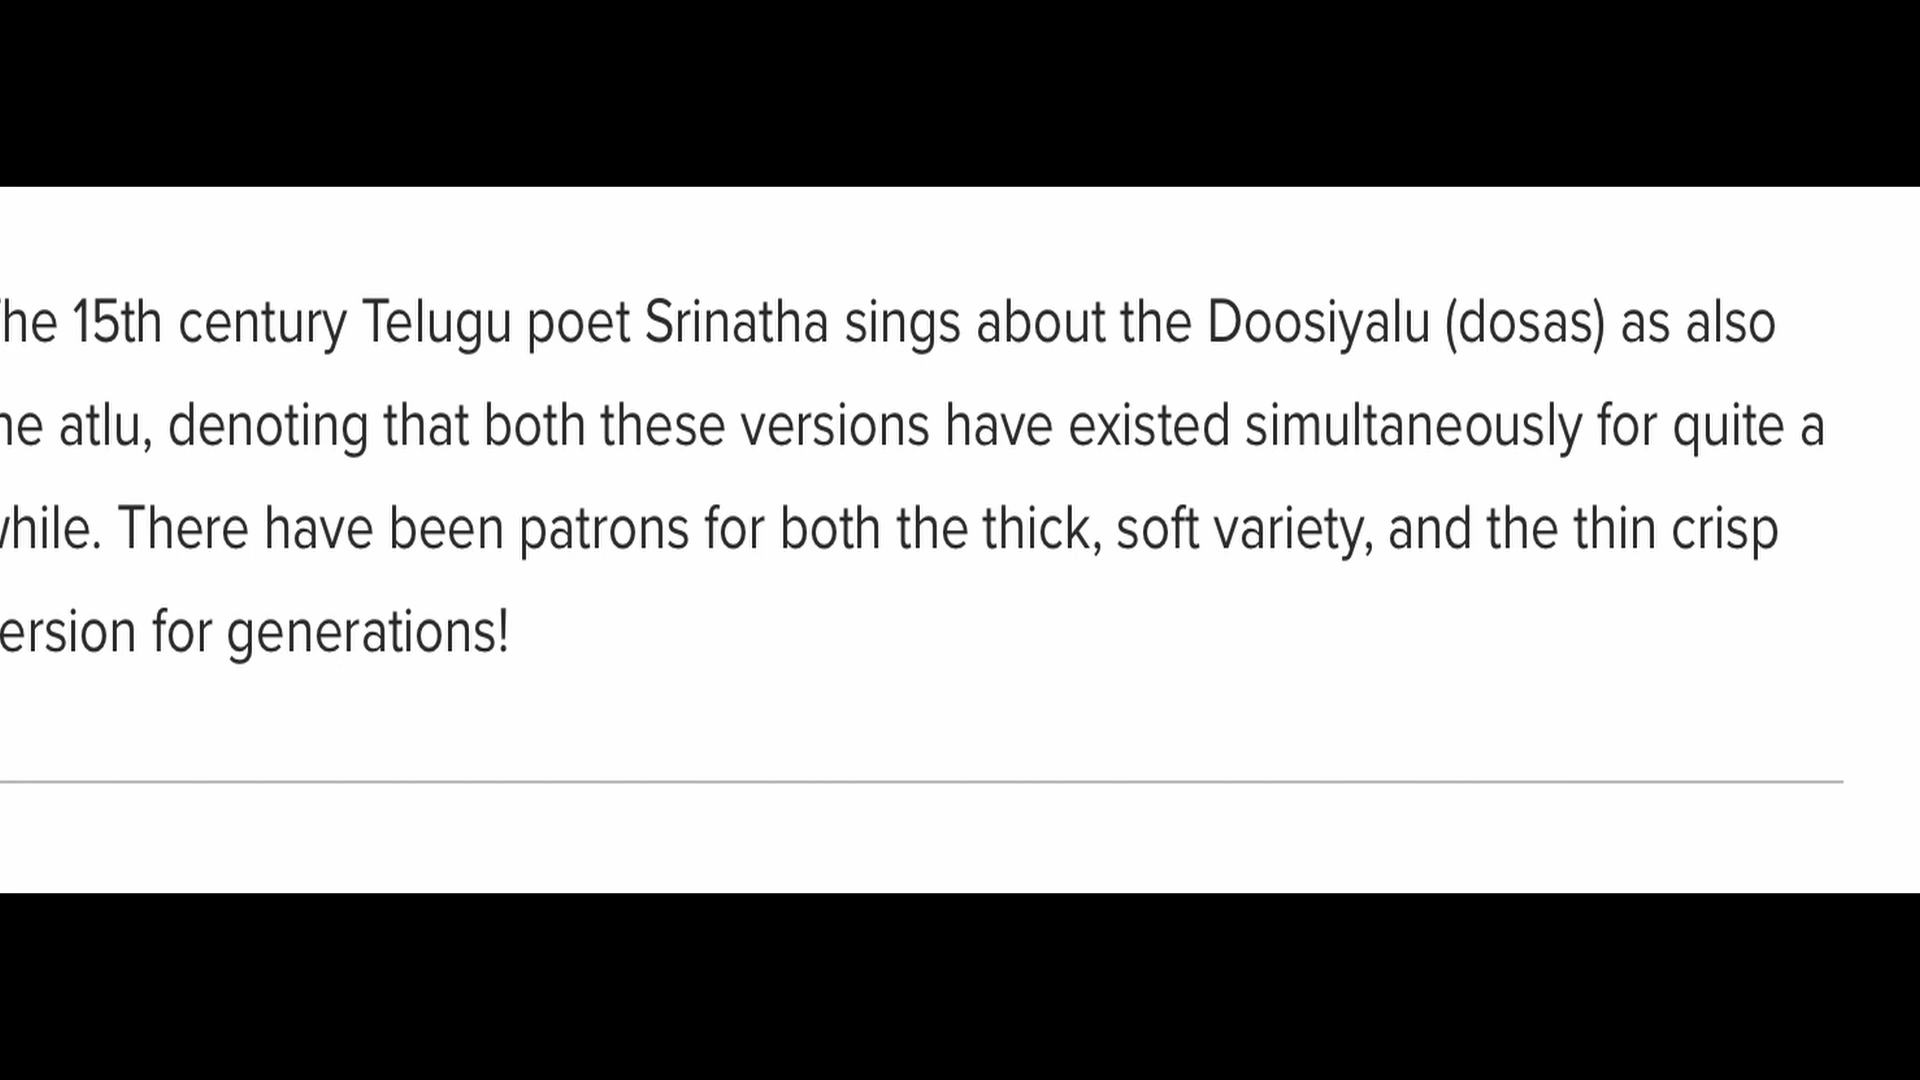 The 15th century Telugu poet Srinatha sings about the Doosiyalu (dosas) as also
he atlu, denoting that both these versions have existed simultaneously for quite a
while. There have been patrons for both the thick, soft variety, and the thin crisp
ersion for generations!